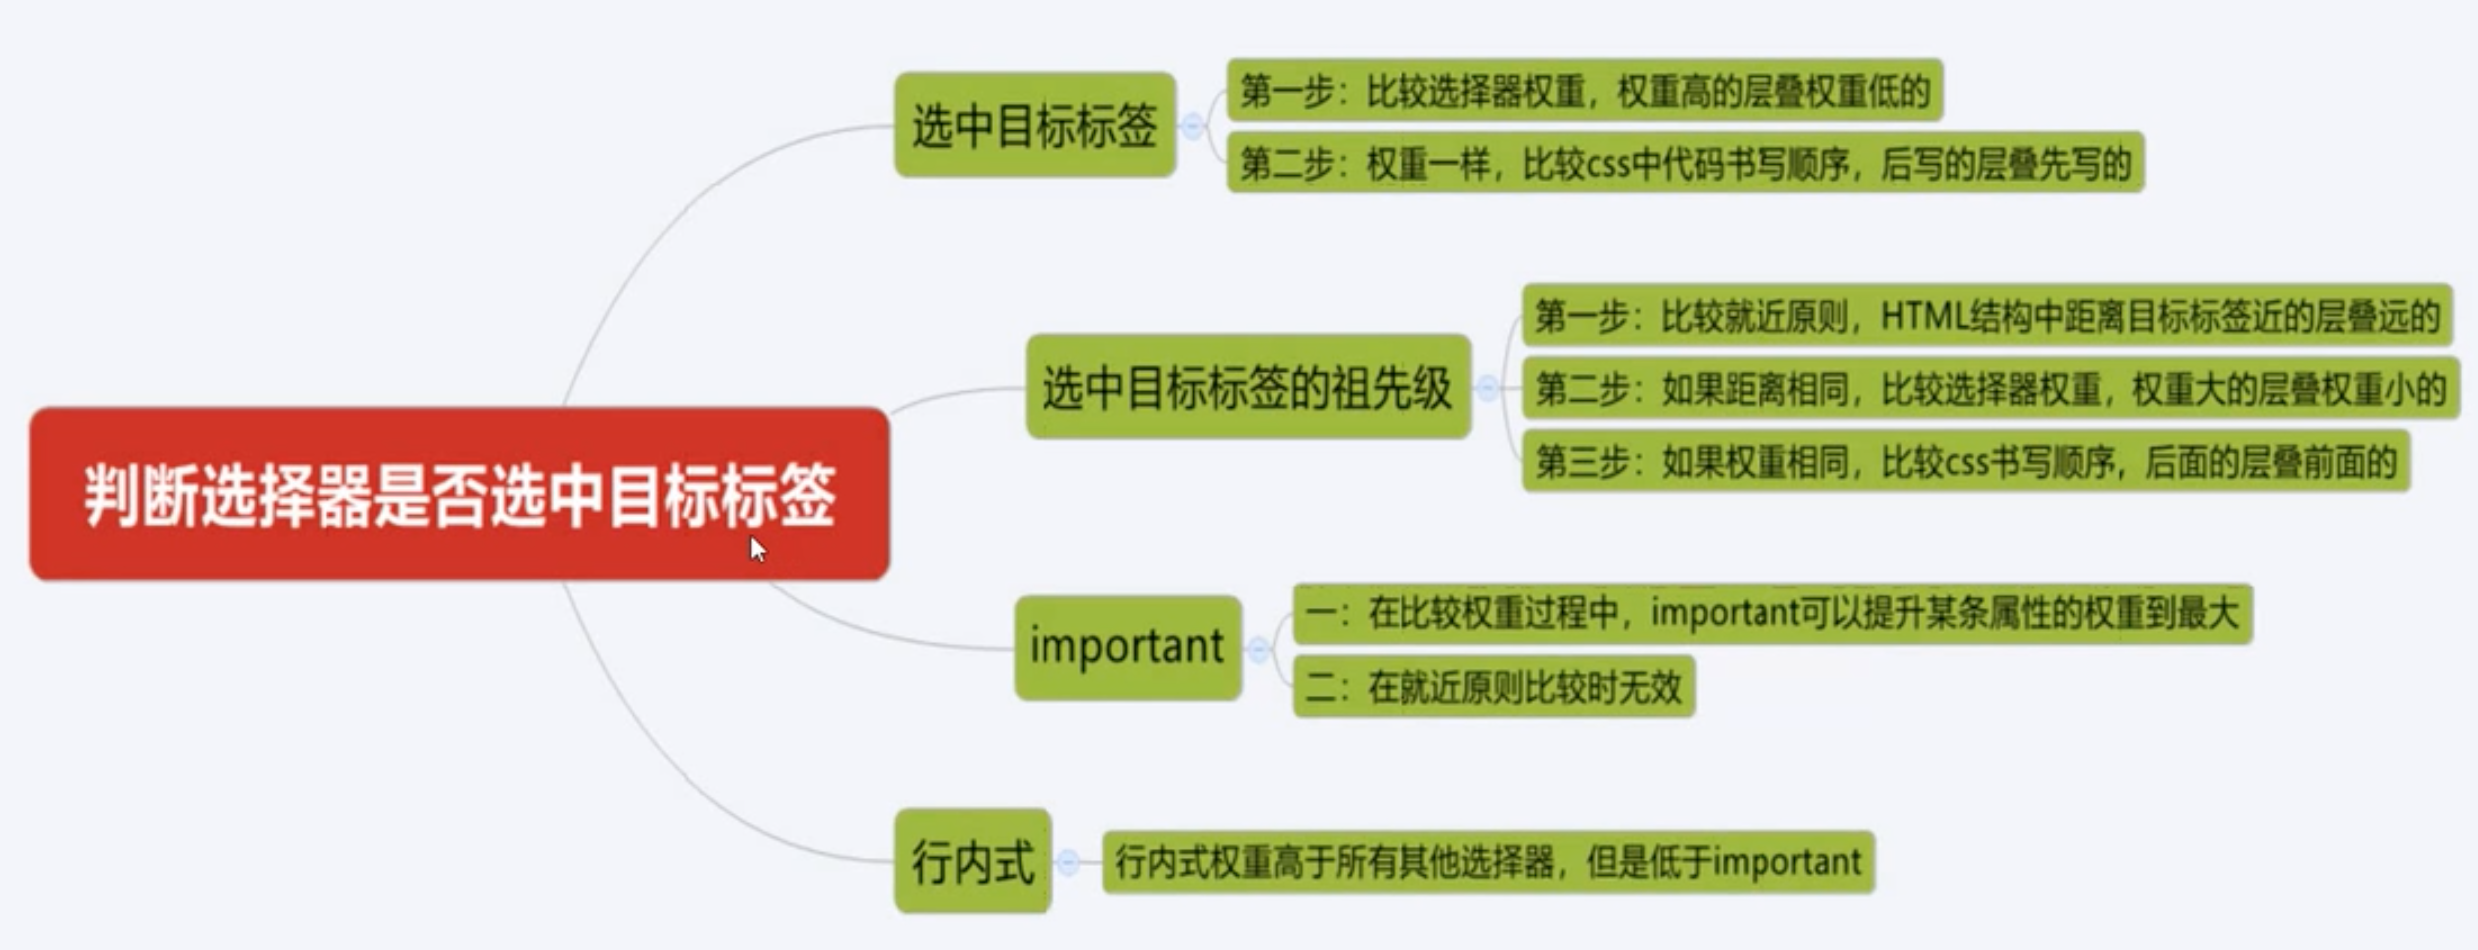 判断选择器是否选中目标标签
选中目标标签
第一步：比较选择器权重，权重高的层叠权重低的
第二步：权重一样，比较css中代码书写顺序，后写的层叠先写的
选中目标标签的祖先级
第一步：比较就近原则，HTML结构中距离目标标签近的层叠远的
第二步：如果距离相同，比较选择器权重，权重大的层叠权重小的
第三步：如果权重相同，比较css书写顺序，后面的层叠前面的
important
一：在比较权重过程中，important可以提升某条属性的权重到最大
二：在就近原则比较时无效
行内式
行内式权重高于所有其他选择器，但是低于important